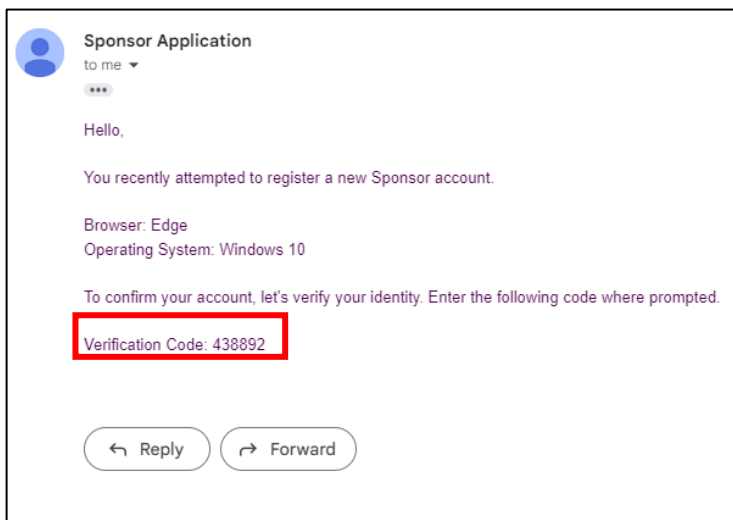 Sponsor Application
to me
Hello,
You recently attempted to register a new Sponsor account.
Browser: Edge
Operating System: Windows 10
To confirm your account, let's verify your identity. Enter the following code where prompted.
Verification Code: 438892
Reply
Forward